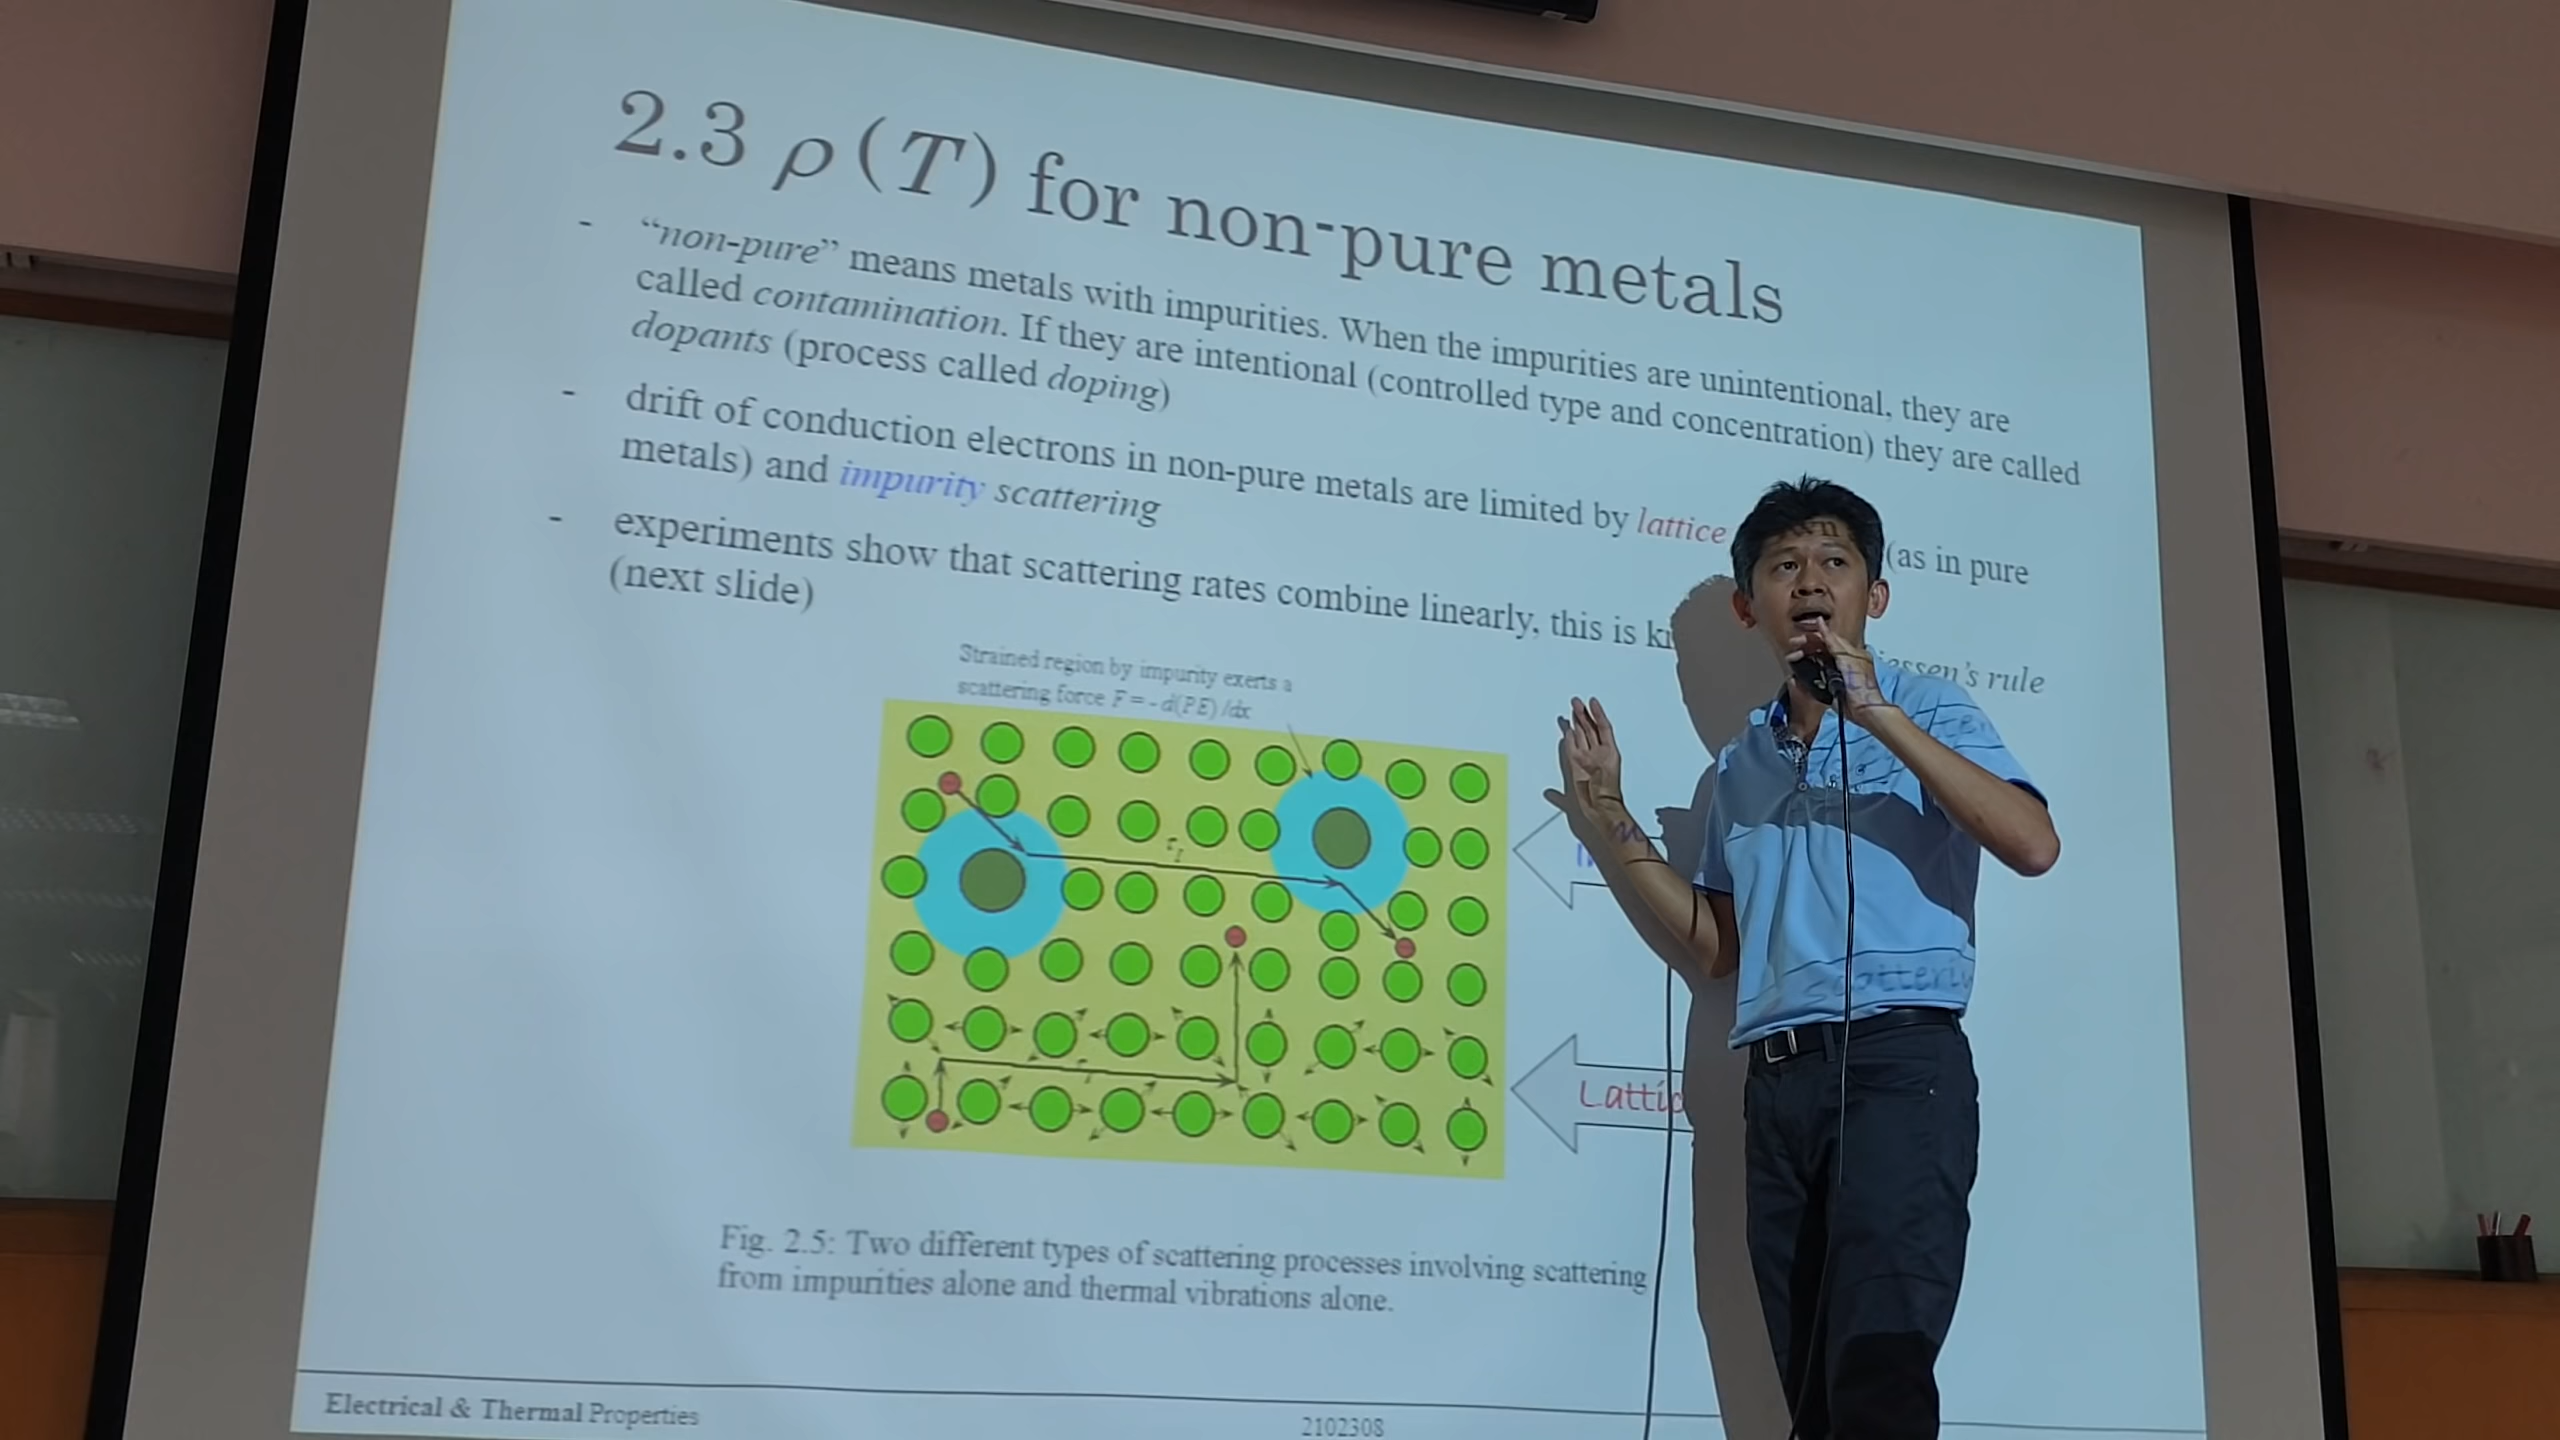 2.3 ρ(T) for non-pure metals
- “non-pure” means metals with impurities. When the impurities are unintentional, they are
called contamination. If they are intentional (controlled type and concentration) they are called
dopants (process called doping)
- drift of conduction electrons in non-pure metals are limited by lattice (as in pure
metals) and impurity scattering
- experiments show that scattering rates combine linearly, this is rule
(next slide)
Strained region by impurity exerts a
scattering force F = - d(PE) /dx
τI
Fig. 2.5: Two different types of scattering processes involving scattering
from impurities alone and thermal vibrations alone.
Electrical & Thermal Properties
2102308